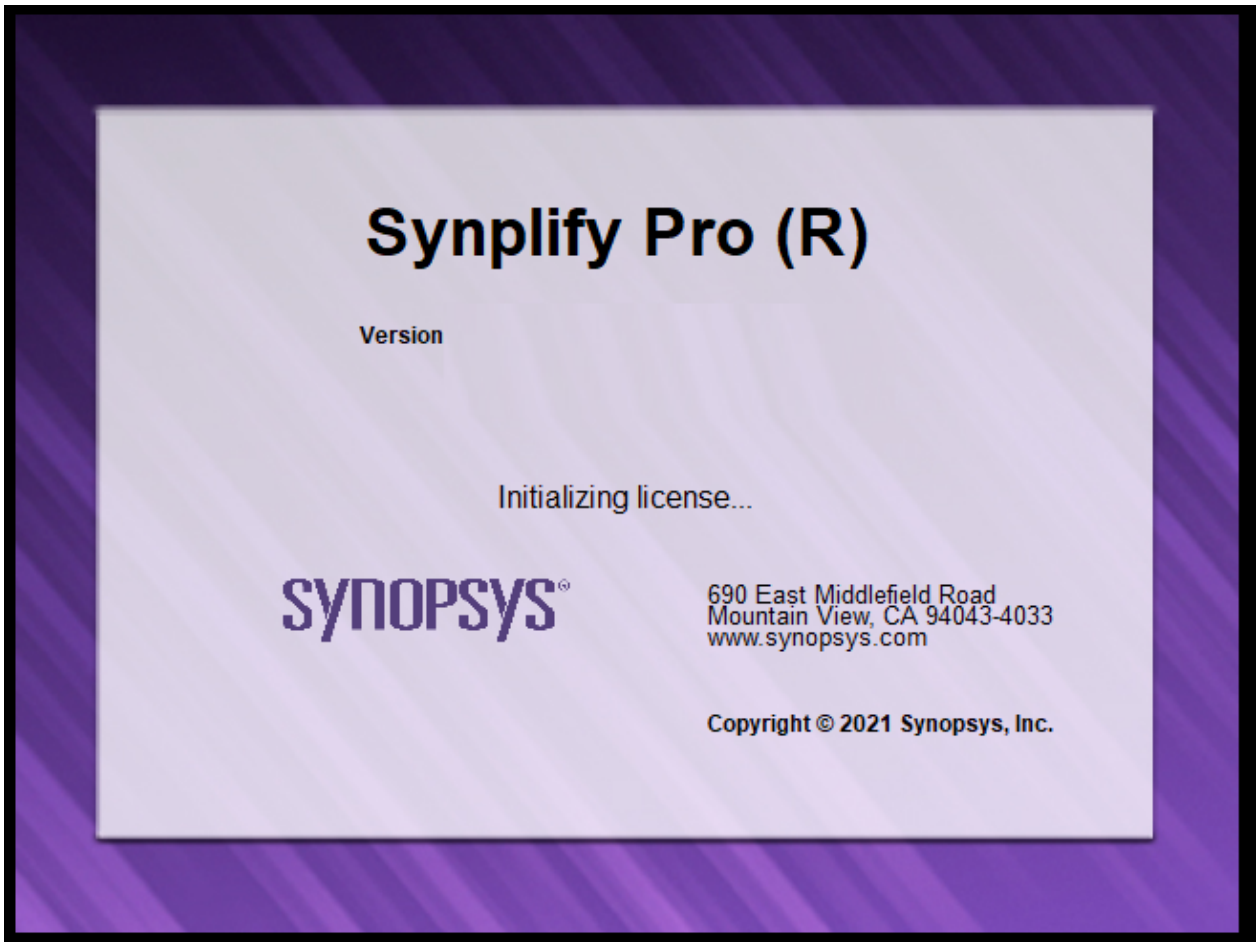 Synplify Pro (R)
Version
Initializing license...
SYNOPSYS®
690 East Middlefield Road
Mountain View, CA 94043-4033
www.synopsys.com
Copyright © 2021 Synopsys, Inc.